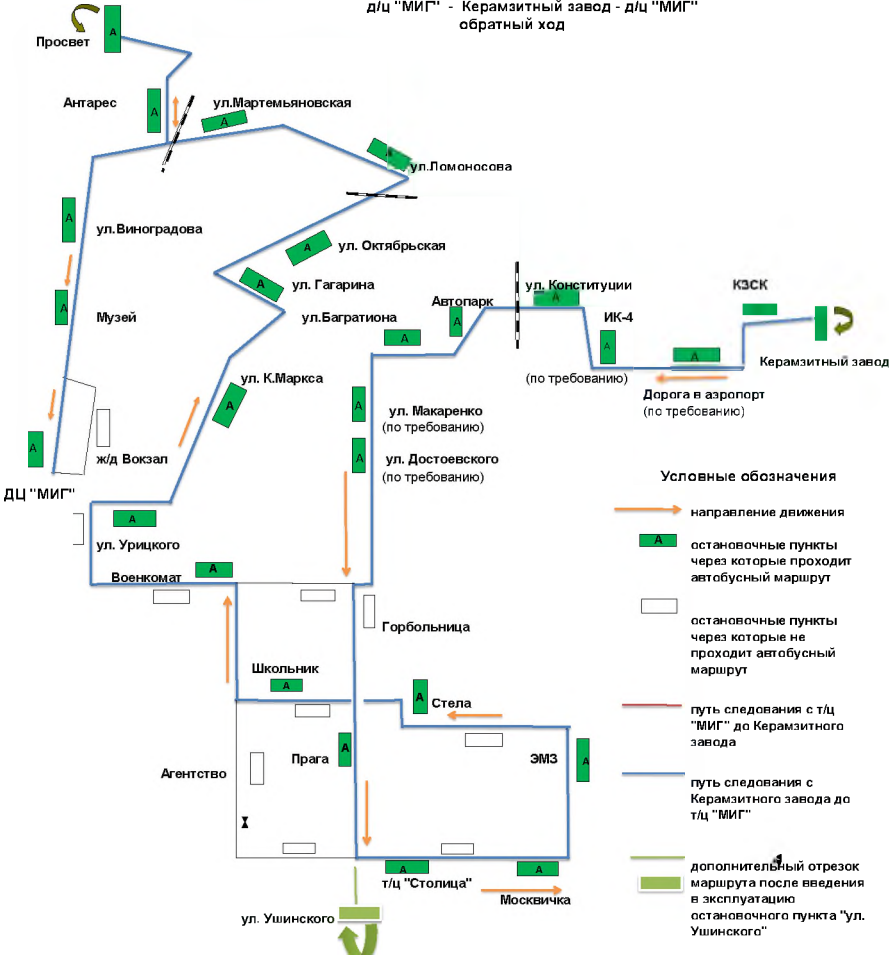 д/ц "МИГ" - Керамзитный завод - д/ц "МИГ"
обратный ход
Просвет
А
Антарес
А
ул.Мартемьяновская
А
А
ул.Ломоносова
А
ул.Виноградова
А
ул. Октябрьская
А
ул. Гагарина
А
Музей
ул.Багратиона
А
Автопарк
А
ул. Конституции
А
ИК-4
А
(по требованию)
КЗСК
Керамзитный завод
Дорога в аэропорт
(по требованию)
А
ул. К.Маркса
А
А
ул. Макаренко
(по требованию)
А
ул. Достоевского
(по требованию)
А
ж/д Вокзал
ДЦ "МИГ"
А
ул. Урицкого
Военкомат
А
Горбольница
Школьник
А
А
Стела
Агентство
Прага
А
ЭМЗ
А
А
т/ц "Столица"
А
Москвичка
ул. Ушинского
Условные обозначения
направление движения
А
остановочные пункты
через которые проходит
автобусный маршрут
остановочные пункты
через которые не
проходит автобусный
маршрут
путь следования с т/ц
"МИГ" до Керамзитного
завода
путь следования с
Керамзитного завода до
т/ц "МИГ"
дополнительный отрезок
маршрута после введения
в эксплуатацию
остановочного пункта "ул.
Ушинского"